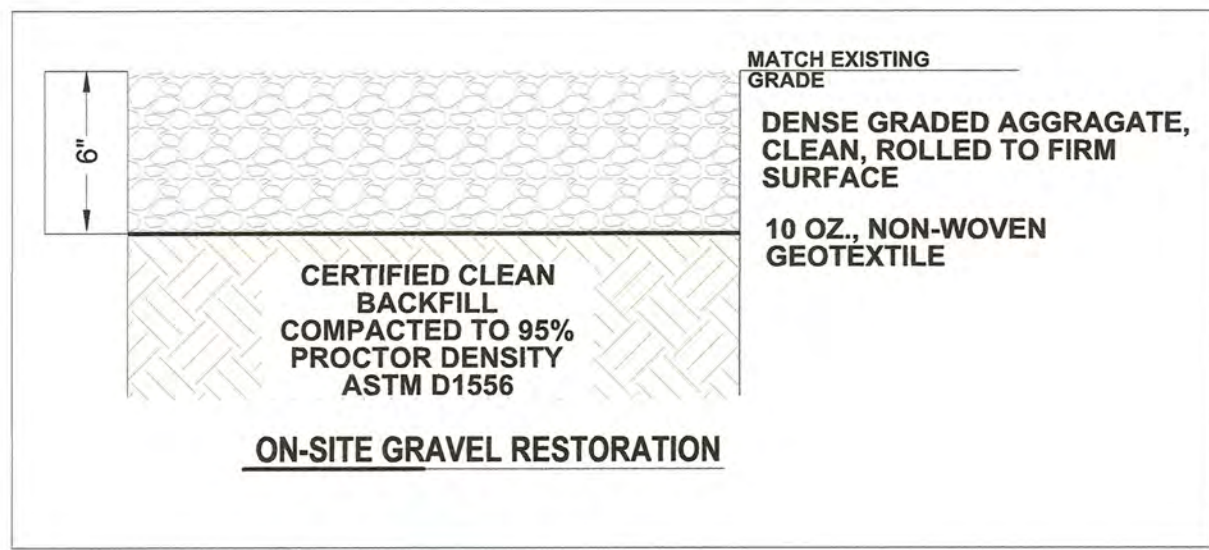 6"
MATCH EXISTING
GRADE
DENSE GRADED AGGRAGATE,
CLEAN, ROLLED TO FIRM
SURFACE
10 OZ., NON-WOVEN
GEOTEXTILE
CERTIFIED CLEAN
BACKFILL
COMPACTED TO 95%
PROCTOR DENSITY
ASTM D1556
ON-SITE GRAVEL RESTORATION